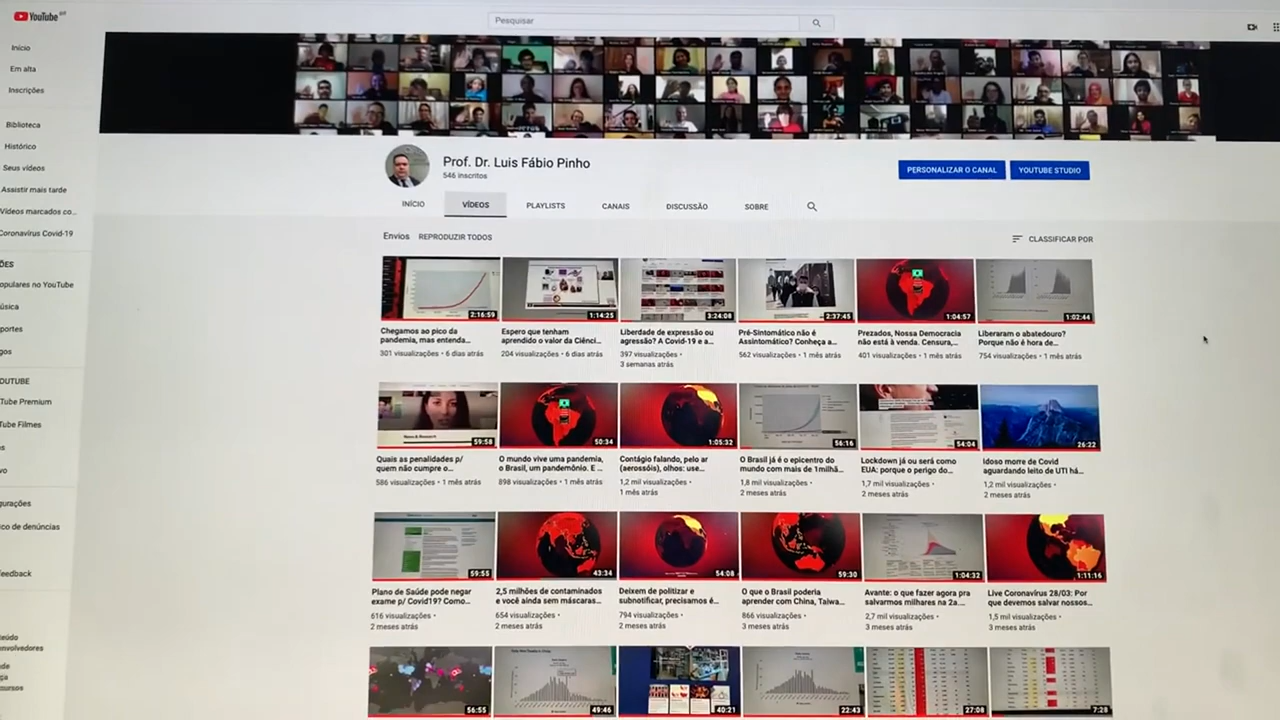 YouTube BR
Pesquisar
Início
Em alta
Inscrições
Biblioteca
Histórico
Seus vídeos
Assistir mais tarde
Vídeos marcados co...
Coronavírus Covid-19
ÕES
opulares no YouTube
úsica
portes
gos
OUTUBE
Tube Premium
Tube Filmes
gurações
ico de denúncias
feedback
nvolvedores
Prof. Dr. Luis Fábio Pinho
546 inscritos
PERSONALIZAR O CANAL
YOUTUBE STUDIO
INÍCIO VÍDEOS PLAYLISTS CANAIS DISCUSSÃO SOBRE
Envios REPRODUZIR TODOS
CLASSIFICAR POR
2:16:59
Chegamos ao pico da
pandemia, mas entenda...
301 visualizações • 6 dias atrás
1:14:25
Espero que tenham
aprendido o valor da Ciênci...
204 visualizações • 6 dias atrás
3:24:08
Liberdade de expressão ou
agressão? A Covid-19 e a...
397 visualizações •
3 semanas atrás
2:37:45
Pré-Sintomático não é
Assintomático? Conheça a...
562 visualizações • 1 mês atrás
1:04:57
Prezados, Nossa Democracia
não está à venda. Censura,...
401 visualizações • 1 mês atrás
1:02:44
Liberaram o abatedouro?
Porque não é hora de...
754 visualizações • 1 mês atrás
59:58
Quais as penalidades p/
quem não cumpre o...
586 visualizações • 1 mês atrás
50:34
O mundo vive uma pandemia,
o Brasil, um pandemônio. E ...
898 visualizações • 1 mês atrás
1:05:32
Contágio falando, pelo ar
(aerossóis), olhos: use...
1,2 mil visualizações •
1 mês atrás
56:16
O Brasil já é o epicentro do
mundo com mais de 1milhã...
1,8 mil visualizações •
2 meses atrás
54:04
Lockdown já ou será como
EUA: porque o perigo do...
1,7 mil visualizações •
2 meses atrás
26:22
Idoso morre de Covid
aguardando leito de UTI há...
1,2 mil visualizações •
2 meses atrás
59:55
Plano de Saúde pode negar
exame p/ Covid19? Como...
616 visualizações •
2 meses atrás
43:34
2,5 milhões de contaminados
e você ainda sem máscaras...
654 visualizações •
2 meses atrás
54:08
Deixem de politizar e
subnotificar, precisamos é...
794 visualizações •
2 meses atrás
59:30
O que o Brasil poderia
aprender com China, Taiwa...
866 visualizações •
3 meses atrás
1:04:32
Avante: o que fazer agora pra
salvarmos milhares na 2a....
2,7 mil visualizações •
3 meses atrás
1:11:16
Live Coronavírus 28/03: Por
que devemos salvar nossos...
1,5 mil visualizações •
3 meses atrás
56:55
49:46
40:21
22:43
27:08
7:28